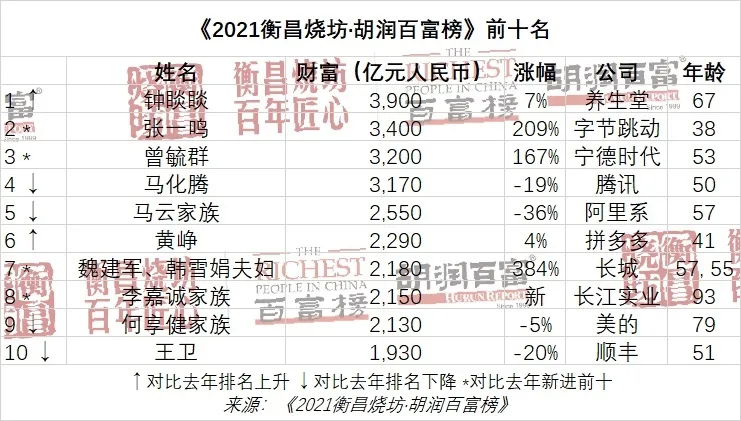 《2021衡昌烧坊·胡润百富榜》前十名
姓名 财富（亿元人民币） 涨幅 公司 年龄
1 ↑ 钟睒睒 3,900 7% 养生堂 67
2 * 张一鸣 3,400 209% 字节跳动 38
3 * 曾毓群 3,200 167% 宁德时代 53
4 ↓ 马化腾 3,170 -19% 腾讯 50
5 ↓ 马云家族 2,550 -36% 阿里系 57
6 ↑ 黄峥 2,290 4% 拼多多 41
7 * 魏建军、韩雪娟夫妇 2,180 384% 长城 57, 55
8 * 李嘉诚家族 2,150 新 长江实业 93
9 ↓ 何享健家族 2,130 -5% 美的 79
10 ↓ 王卫 1,930 -20% 顺丰 51
↑对比去年排名上升 ↓对比去年排名下降 *对比去年新进前十
来源：《2021衡昌烧坊·胡润百富榜》
衡昌烧坊
百年匠心
THE
RICHEST
PEOPLE IN CHINA
百富榜
胡润百富
HURUN REPORT
Since 1999